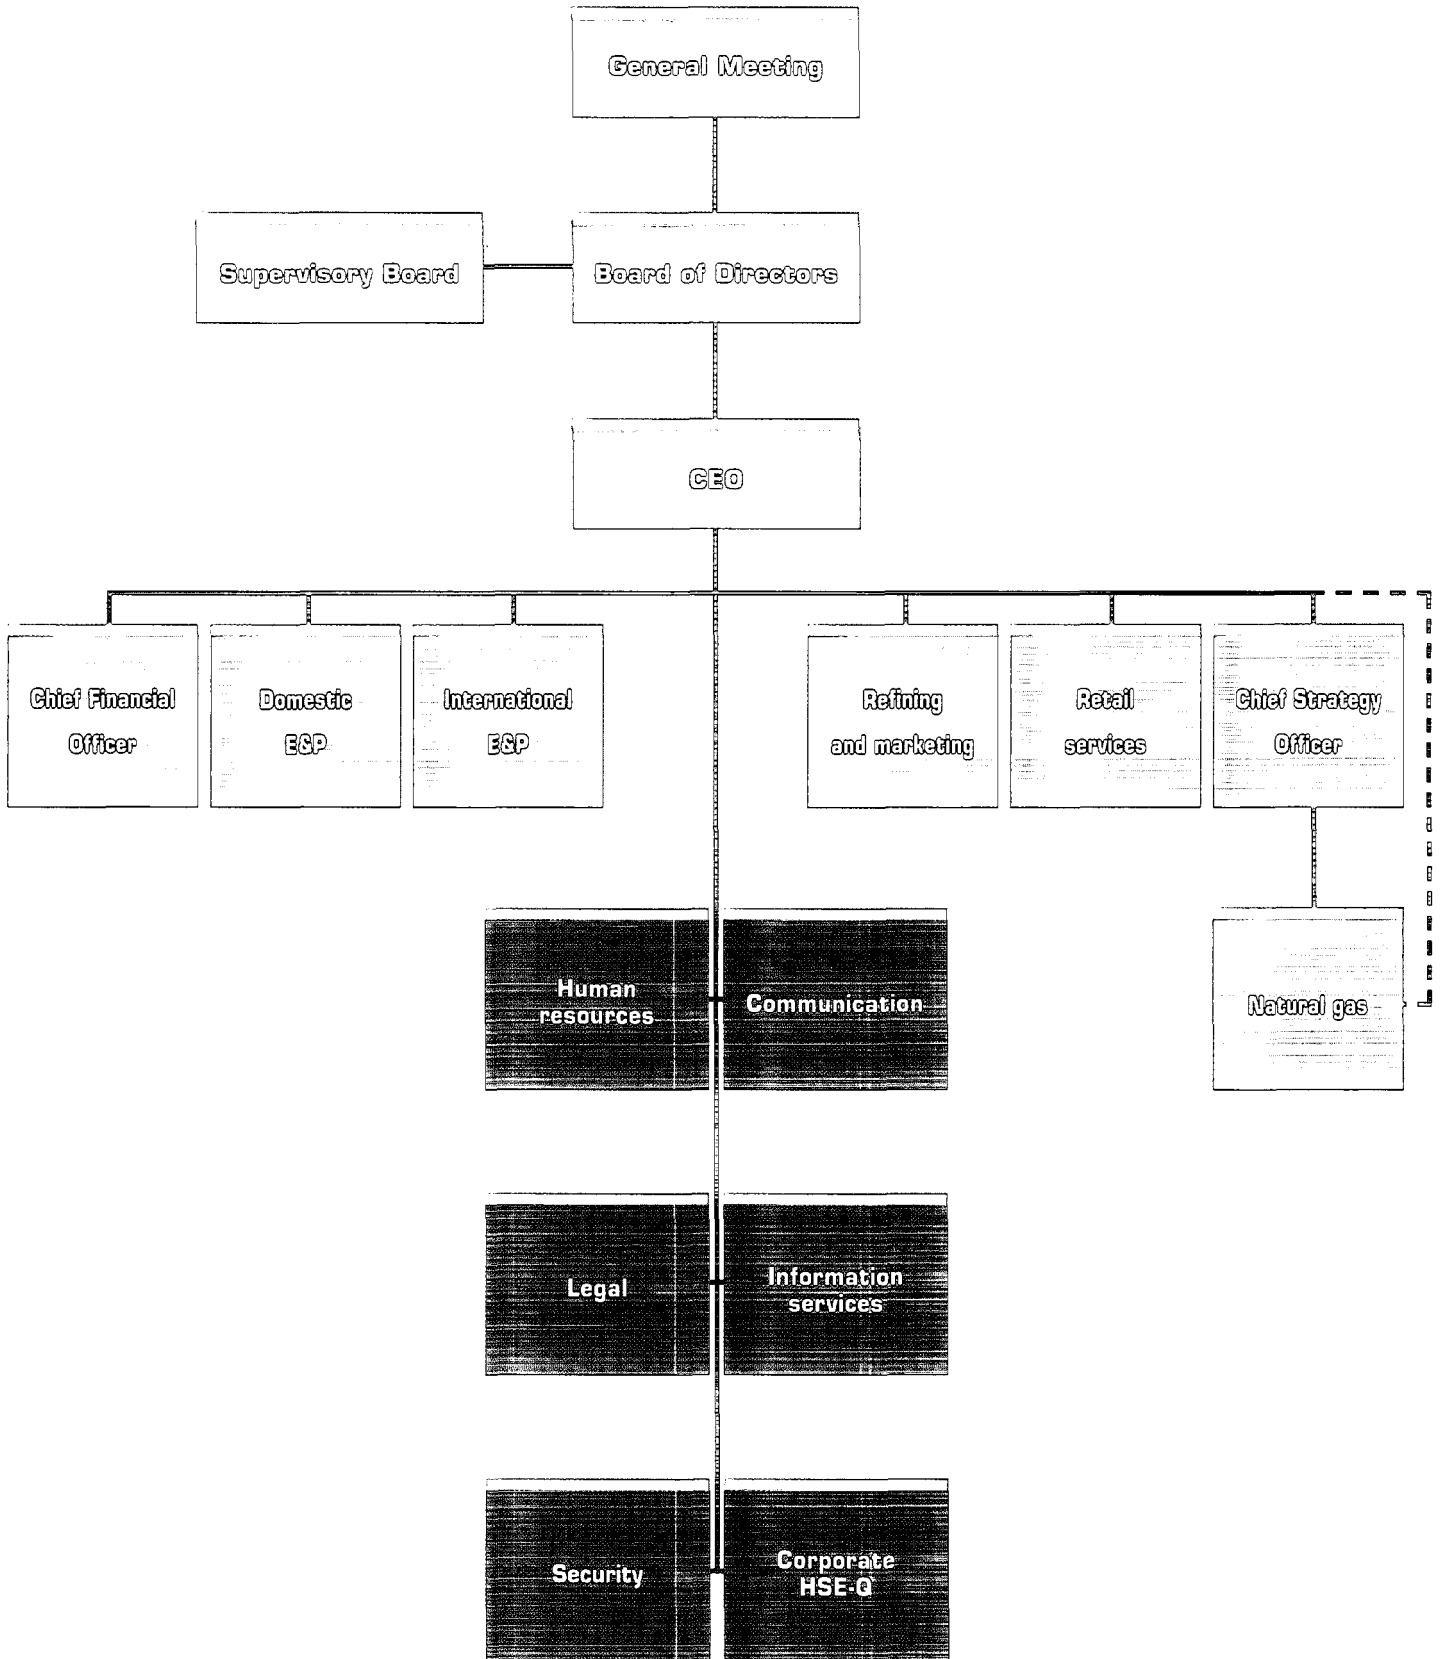 General Meeting
Supervisory Board
Board of Directors
CEO
Chief Financial
Officer
Domestic
E&P
International
E&P
Refining
and marketing
Retail
services
Chief Strategy
Officer
Human
resources
Communication
Natural gas
Legal
Information
services
Security
Corporate
HSE-Q